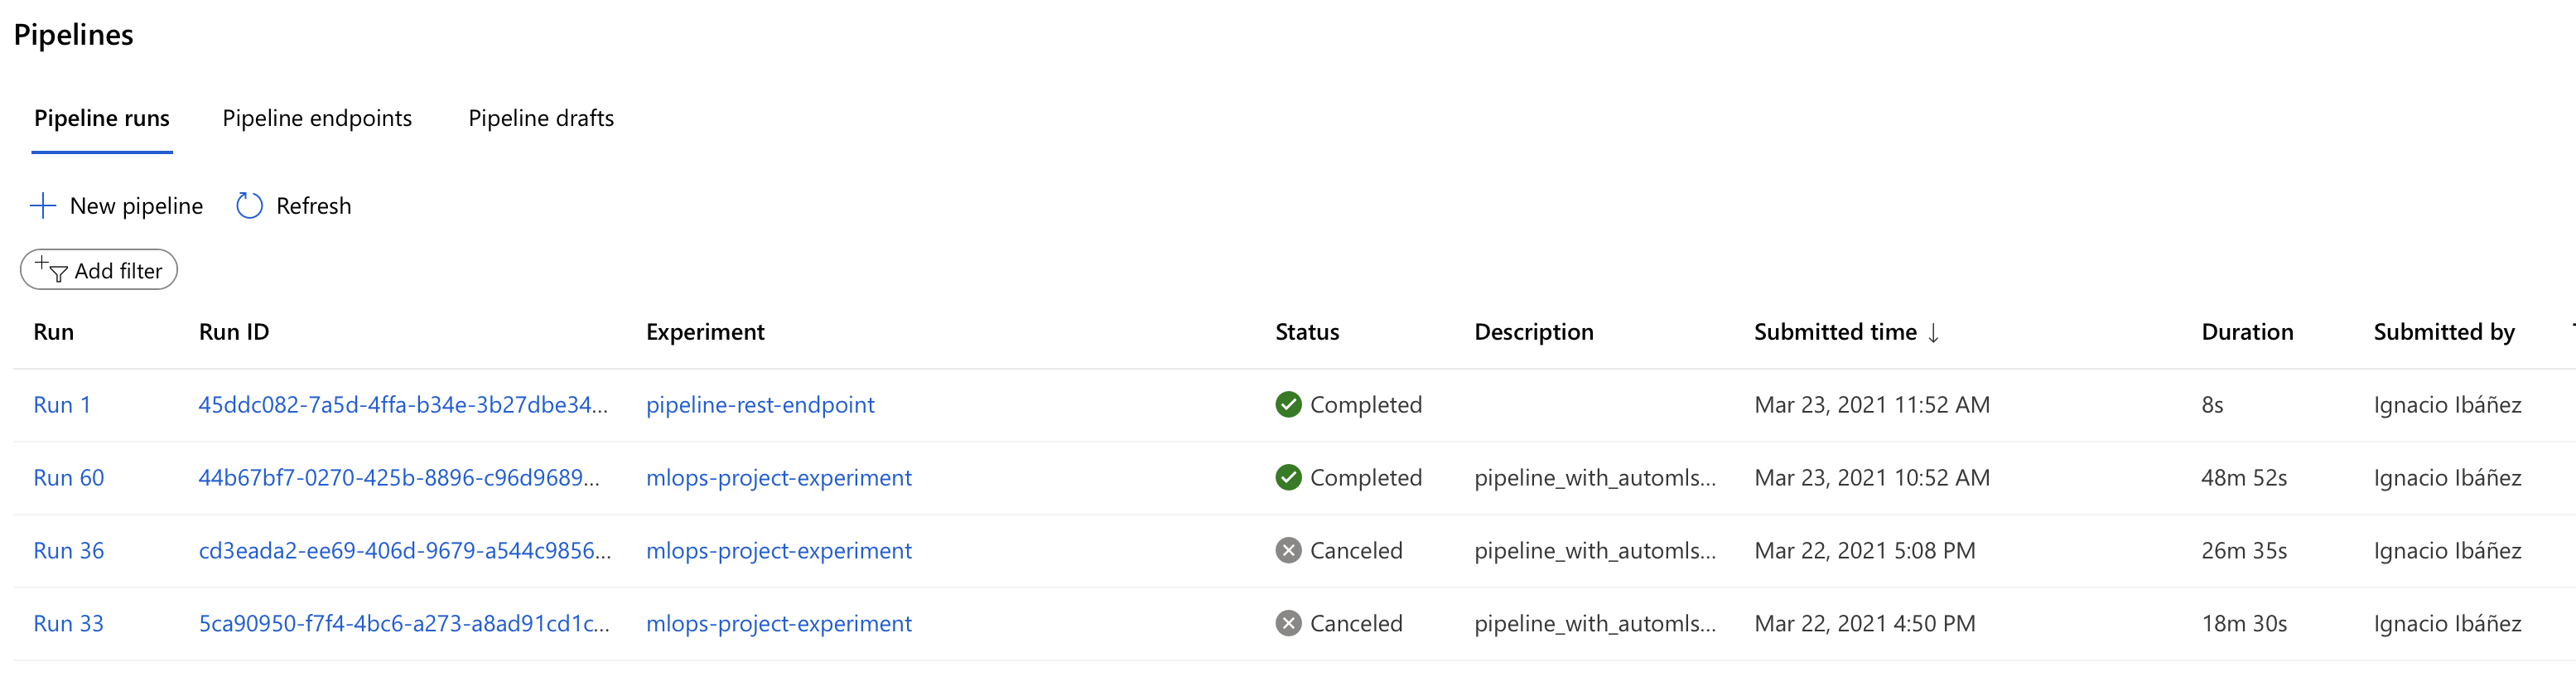 Pipelines
Pipeline runs Pipeline endpoints Pipeline drafts
New pipeline Refresh
Add filter
Run Run ID Experiment Status Description Submitted time ↓ Duration Submitted by
Run 1 45ddc082-7a5d-4ffa-b34e-3b27dbe34... pipeline-rest-endpoint Completed Mar 23, 2021 11:52 AM 8s Ignacio Ibáñez
Run 60 44b67bf7-0270-425b-8896-c96d9689... mlops-project-experiment Completed pipeline_with_automls... Mar 23, 2021 10:52 AM 48m 52s Ignacio Ibáñez
Run 36 cd3eada2-ee69-406d-9679-a544c9856... mlops-project-experiment Canceled pipeline_with_automls... Mar 22, 2021 5:08 PM 26m 35s Ignacio Ibáñez
Run 33 5ca90950-f7f4-4bc6-a273-a8ad91cd1c... mlops-project-experiment Canceled pipeline_with_automls... Mar 22, 2021 4:50 PM 18m 30s Ignacio Ibáñez